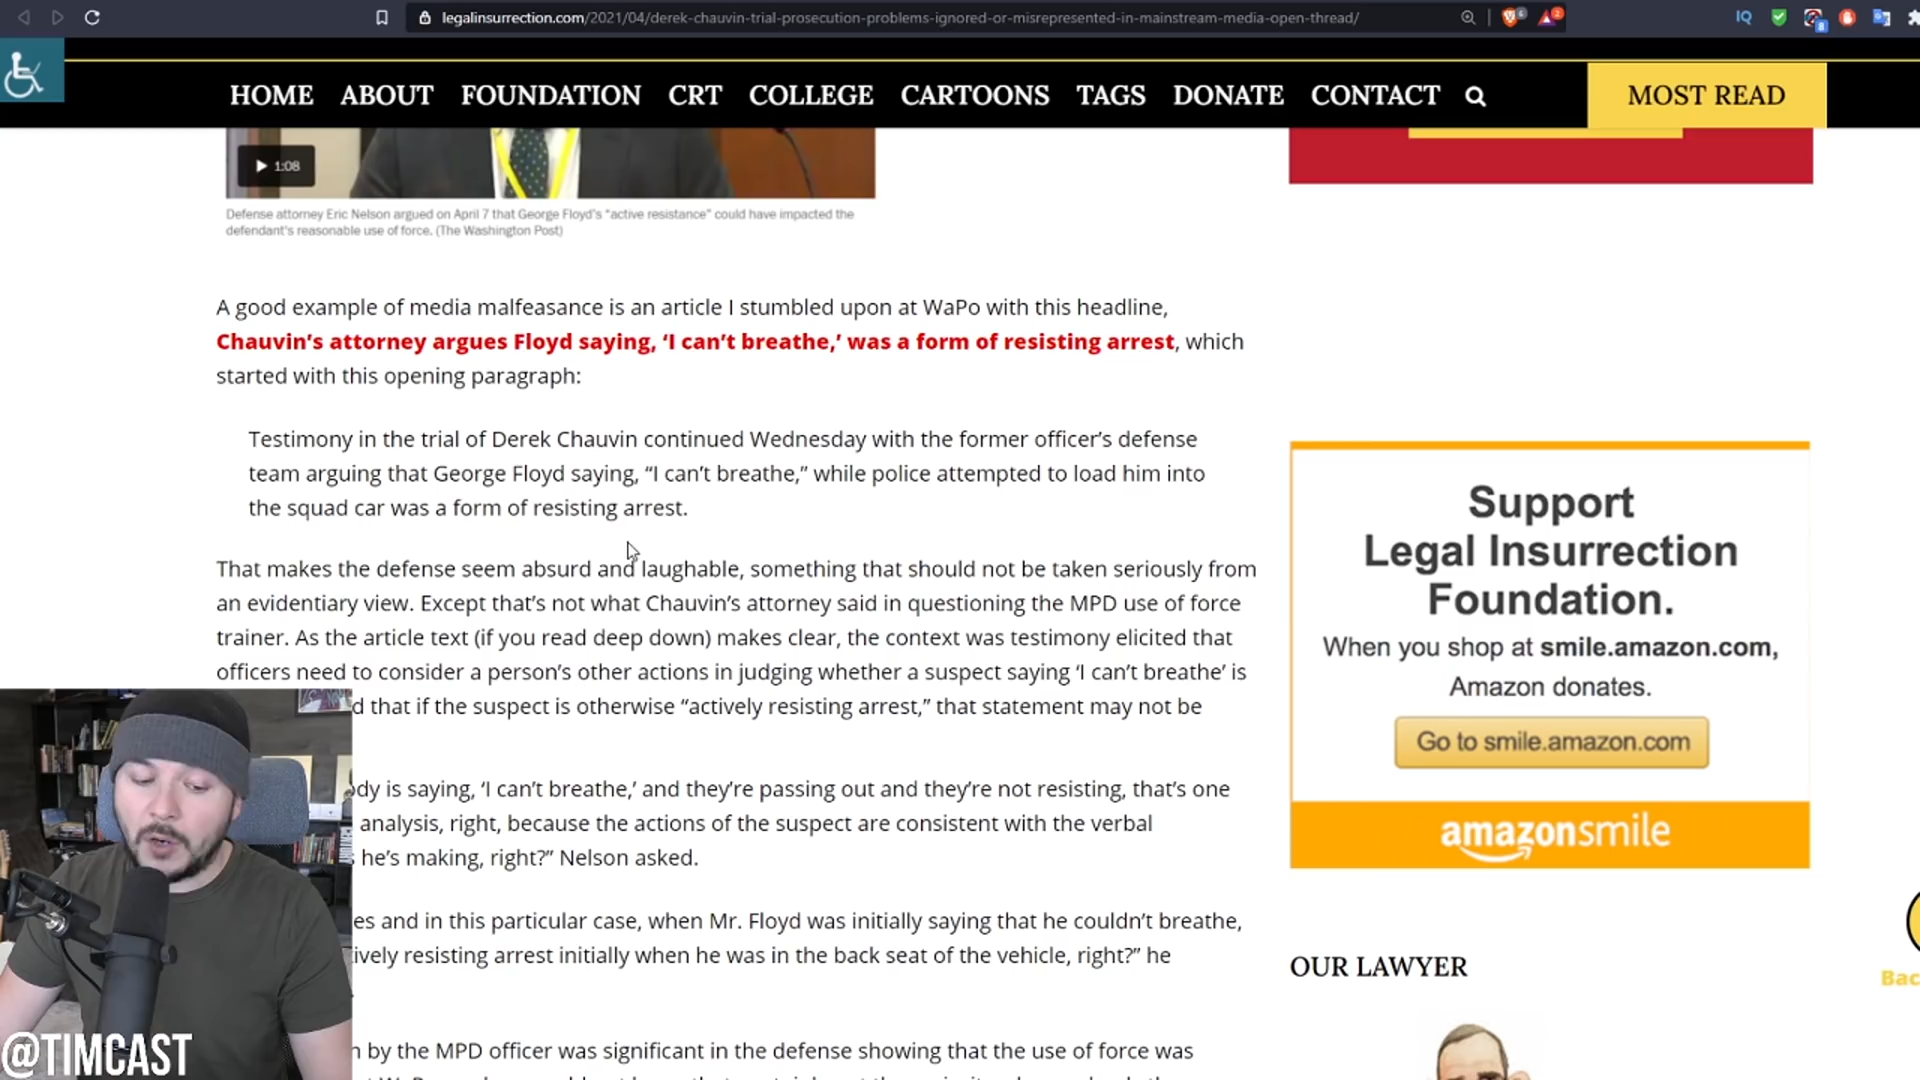 legalinsurrection.com/2021/04/derek-chauvin-trial-prosecution-problems-ignored-or-misrepresented-in-mainstream-media-open-thread/
HOME ABOUT FOUNDATION CRT COLLEGE CARTOONS TAGS DONATE CONTACT MOST READ
1:08
Defense attorney Eric Nelson argued on April 7 that George Floyd's "active resistance" could have impacted the
defendant's reasonable use of force. (The Washington Post)
A good example of media malfeasance is an article I stumbled upon at WaPo with this headline,
Chauvin's attorney argues Floyd saying, 'I can't breathe,' was a form of resisting arrest, which
started with this opening paragraph:
Testimony in the trial of Derek Chauvin continued Wednesday with the former officer's defense
team arguing that George Floyd saying, "I can't breathe," while police attempted to load him into
the squad car was a form of resisting arrest.
That makes the defense seem absurd and laughable, something that should not be taken seriously from
an evidentiary view. Except that's not what Chauvin's attorney said in questioning the MPD use of force
trainer. As the article text (if you read deep down) makes clear, the context was testimony elicited that
officers need to consider a person's other actions in judging whether a suspect saying 'I can't breathe' is
d that if the suspect is otherwise "actively resisting arrest," that statement may not be
dy is saying, 'I can't breathe,' and they're passing out and they're not resisting, that's one
analysis, right, because the actions of the suspect are consistent with the verbal
s he's making, right?" Nelson asked.
es and in this particular case, when Mr. Floyd was initially saying that he couldn't breathe,
ively resisting arrest initially when he was in the back seat of the vehicle, right?" he
n by the MPD officer was significant in the defense showing that the use of force was
Support
Legal Insurrection
Foundation.
When you shop at smile.amazon.com,
Amazon donates.
Go to smile.amazon.com
amazonsmile
OUR LAWYER
Bac
@TIMCAST